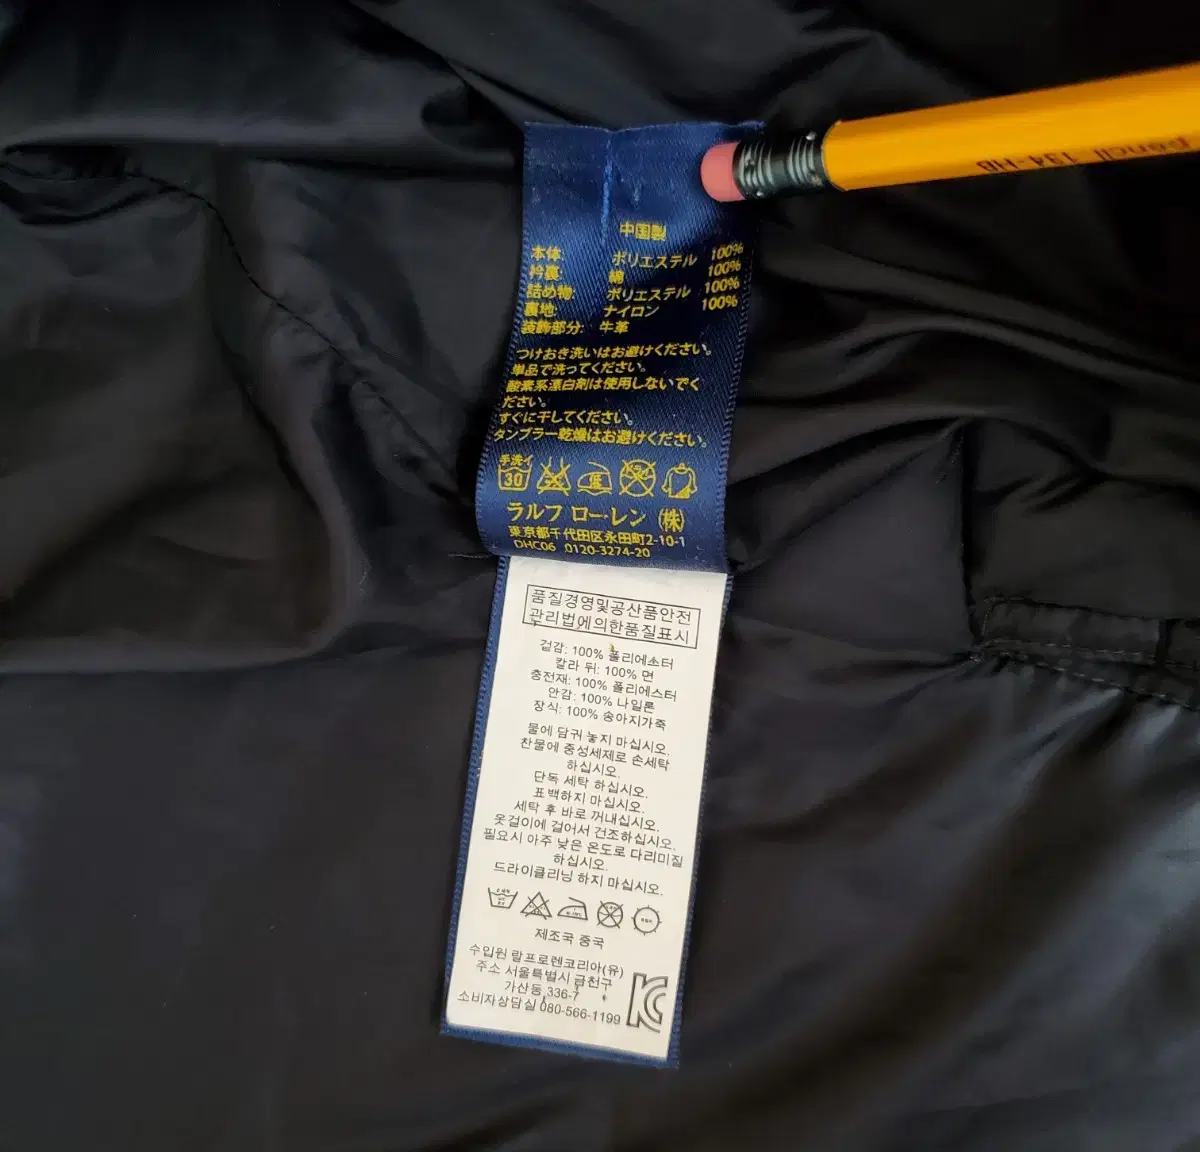 pencil 134-HB
中国製
本体: ポリエステル 100%
衿裏: 綿 100%
詰め物: ポリエステル 100%
裏地: ナイロン 100%
装飾部分: 牛革
つけおき洗いはお避けください。
単品で洗ってください。
酸素系漂白剤は使用しないでく
ださい。
すぐに干してください。
タンブラー乾燥はお避けください。
手洗イ
30
低
ラルフ ローレン (株)
東京都千代田区永田町2-10-1
DHC06 0120-3274-20
품질경영및공산품안전
관리법에의한품질표시
겉감: 100% 폴리에스터
칼라 뒤: 100% 면
충전재: 100% 폴리에스터
안감: 100% 나일론
장식: 100% 송아지가죽
물에 담궈 놓지 마십시오.
찬물에 중성세제로 손세탁
하십시오.
단독 세탁 하십시오.
표백하지 마십시오.
세탁 후 바로 꺼내십시오.
옷걸이에 걸어서 건조하십시오.
필요시 아주 낮은 온도로 다리미질
하십시오.
드라이클리닝 하지 마십시오.
제조국 중국
수입원 랄프로렌코리아(유)
주소 서울특별시 금천구
가산동 336-7
소비자상담실 080-566-1199